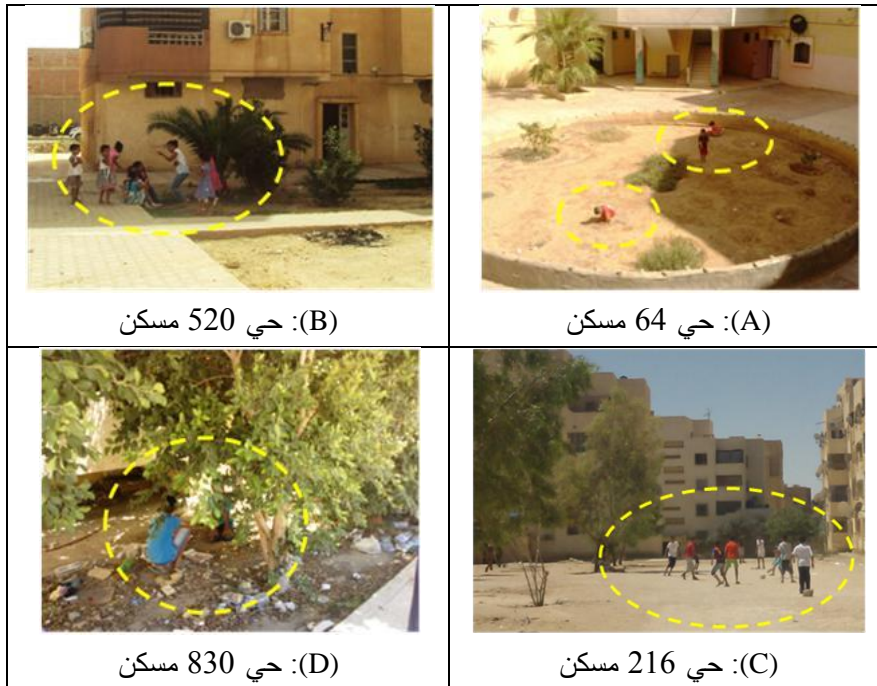 (A): حي 64 مسكن
(B): حي 520 مسكن
(C): حي 216 مسكن
(D): حي 830 مسكن